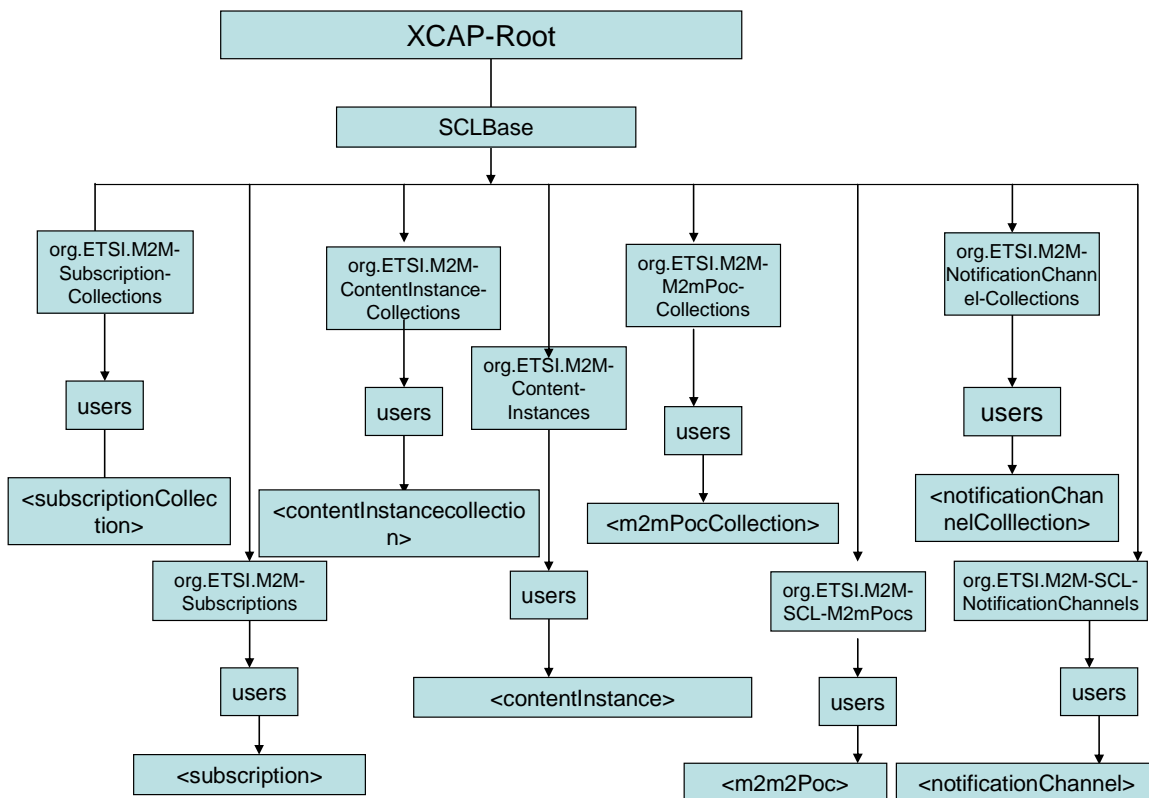 XCAP-Root
SCLBase
org.ETSI.M2M-
Subscription-
Collections
users
<subscriptionCollec
tion>
org.ETSI.M2M-
Subscriptions
users
<subscription>
org.ETSI.M2M-
ContentInstance-
Collections
users
<contentInstancecollectio
n>
org.ETSI.M2M-
Content-
Instances
users
<contentInstance>
org.ETSI.M2M-
M2mPoc-
Collections
users
<m2mPocCollection>
org.ETSI.M2M-
SCL-M2mPocs
users
<m2m2Poc>
org.ETSI.M2M-
NotificationChann
el-Collections
users
<notificationChan
nelColllection>
org.ETSI.M2M-SCL-
NotificationChannels
users
<notificationChannel>